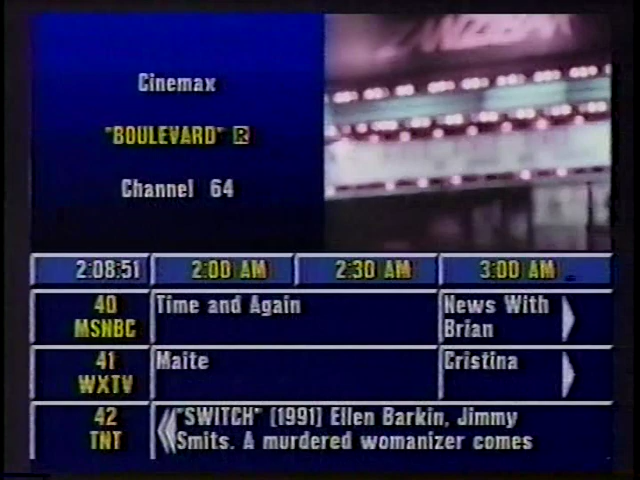 ZANZIBAR
Cinemax
"BOULEVARD" R
Channel 64
2:08:51 2:00 AM 2:30 AM 3:00 AM
40 MSNBC
Time and Again
News With Brian
41 WXTV
Maite
Cristina
42 TNT
"SWITCH" (1991) Ellen Barkin, Jimmy
Smits. A murdered womanizer comes